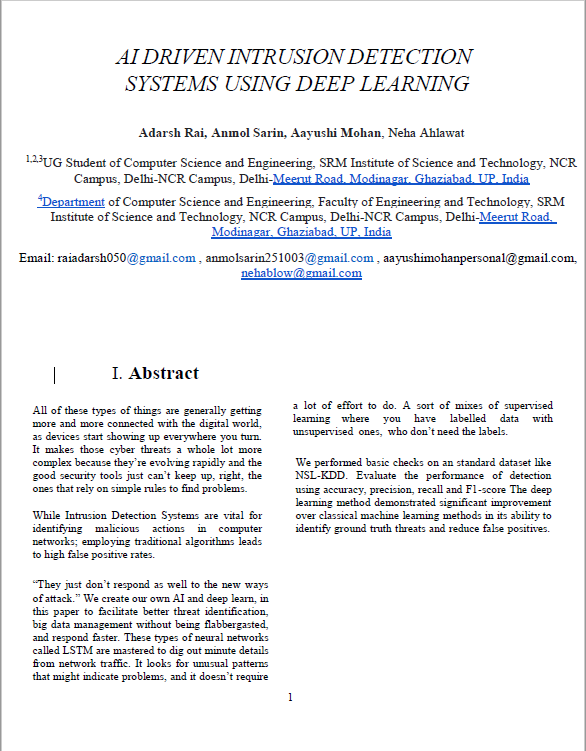 AI DRIVEN INTRUSION DETECTION
SYSTEMS USING DEEP LEARNING
Adarsh Rai, Anmol Sarin, Aayushi Mohan, Neha Ahlawat
1,2,3UG Student of Computer Science and Engineering, SRM Institute of Science and Technology, NCR
Campus, Delhi-NCR Campus, Delhi-Meerut Road, Modinagar, Ghaziabad, UP, India
4Department of Computer Science and Engineering, Faculty of Engineering and Technology, SRM
Institute of Science and Technology, NCR Campus, Delhi-NCR Campus, Delhi-Meerut Road,
Modinagar, Ghaziabad, UP, India
Email: raiadarsh050@gmail.com , anmolsarin251003@gmail.com , aayushimohanpersonal@gmail.com,
nehablow@gmail.com
I. Abstract
All of these types of things are generally getting
more and more connected with the digital world,
as devices start showing up everywhere you turn.
It makes those cyber threats a whole lot more
complex because they’re evolving rapidly and the
good security tools just can’t keep up, right, the
ones that rely on simple rules to find problems.
While Intrusion Detection Systems are vital for
identifying malicious actions in computer
networks; employing traditional algorithms leads
to high false positive rates.
“They just don’t respond as well to the new ways
of attack.” We create our own AI and deep learn, in
this paper to facilitate better threat identification,
big data management without being flabbergasted,
and respond faster. These types of neural networks
called LSTM are mastered to dig out minute details
from network traffic. It looks for unusual patterns
that might indicate problems, and it doesn’t require
a lot of effort to do. A sort of mixes of supervised
learning where you have labelled data with
unsupervised ones, who don’t need the labels.
We performed basic checks on an standard dataset like
NSL-KDD. Evaluate the performance of detection
using accuracy, precision, recall and F1-score The deep
learning method demonstrated significant improvement
over classical machine learning methods in its ability to
identify ground truth threats and reduce false positives.
1